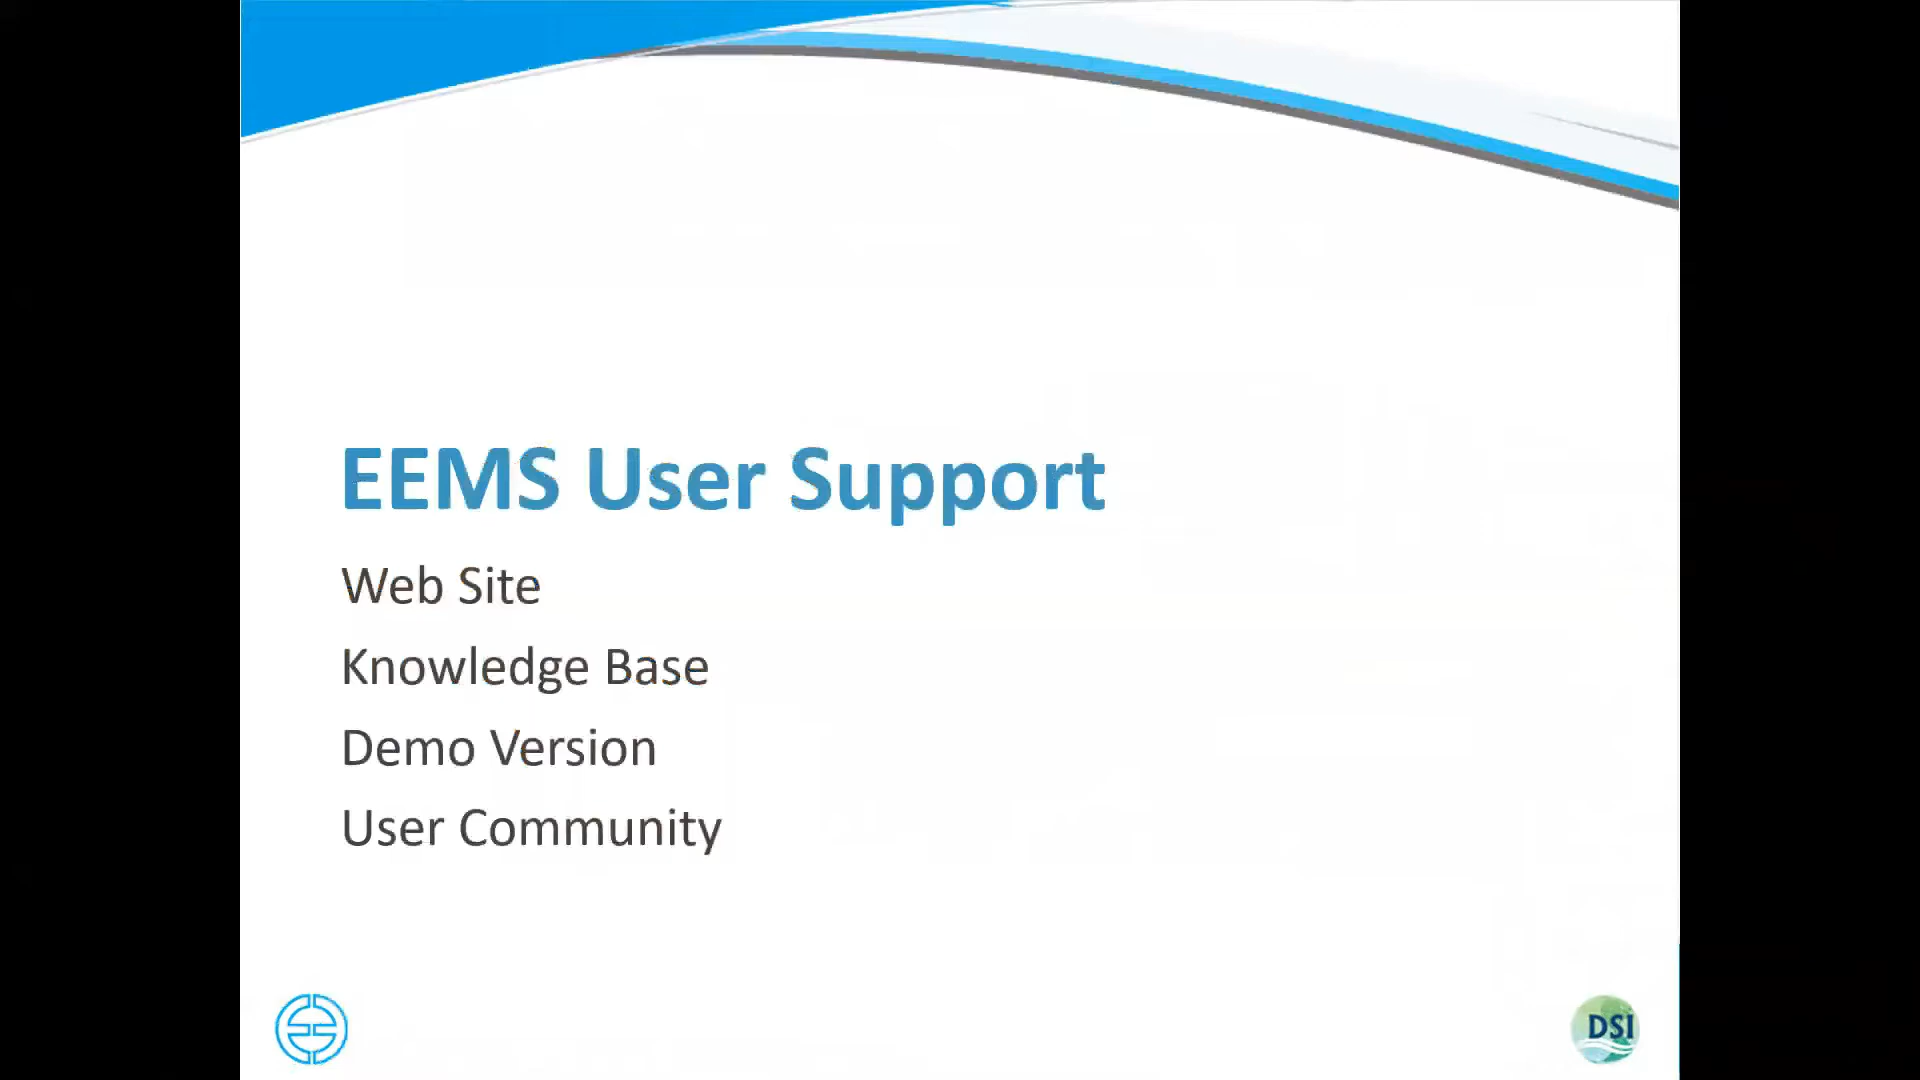 EEMS User Support
Web Site
Knowledge Base
Demo Version
User Community
DSI